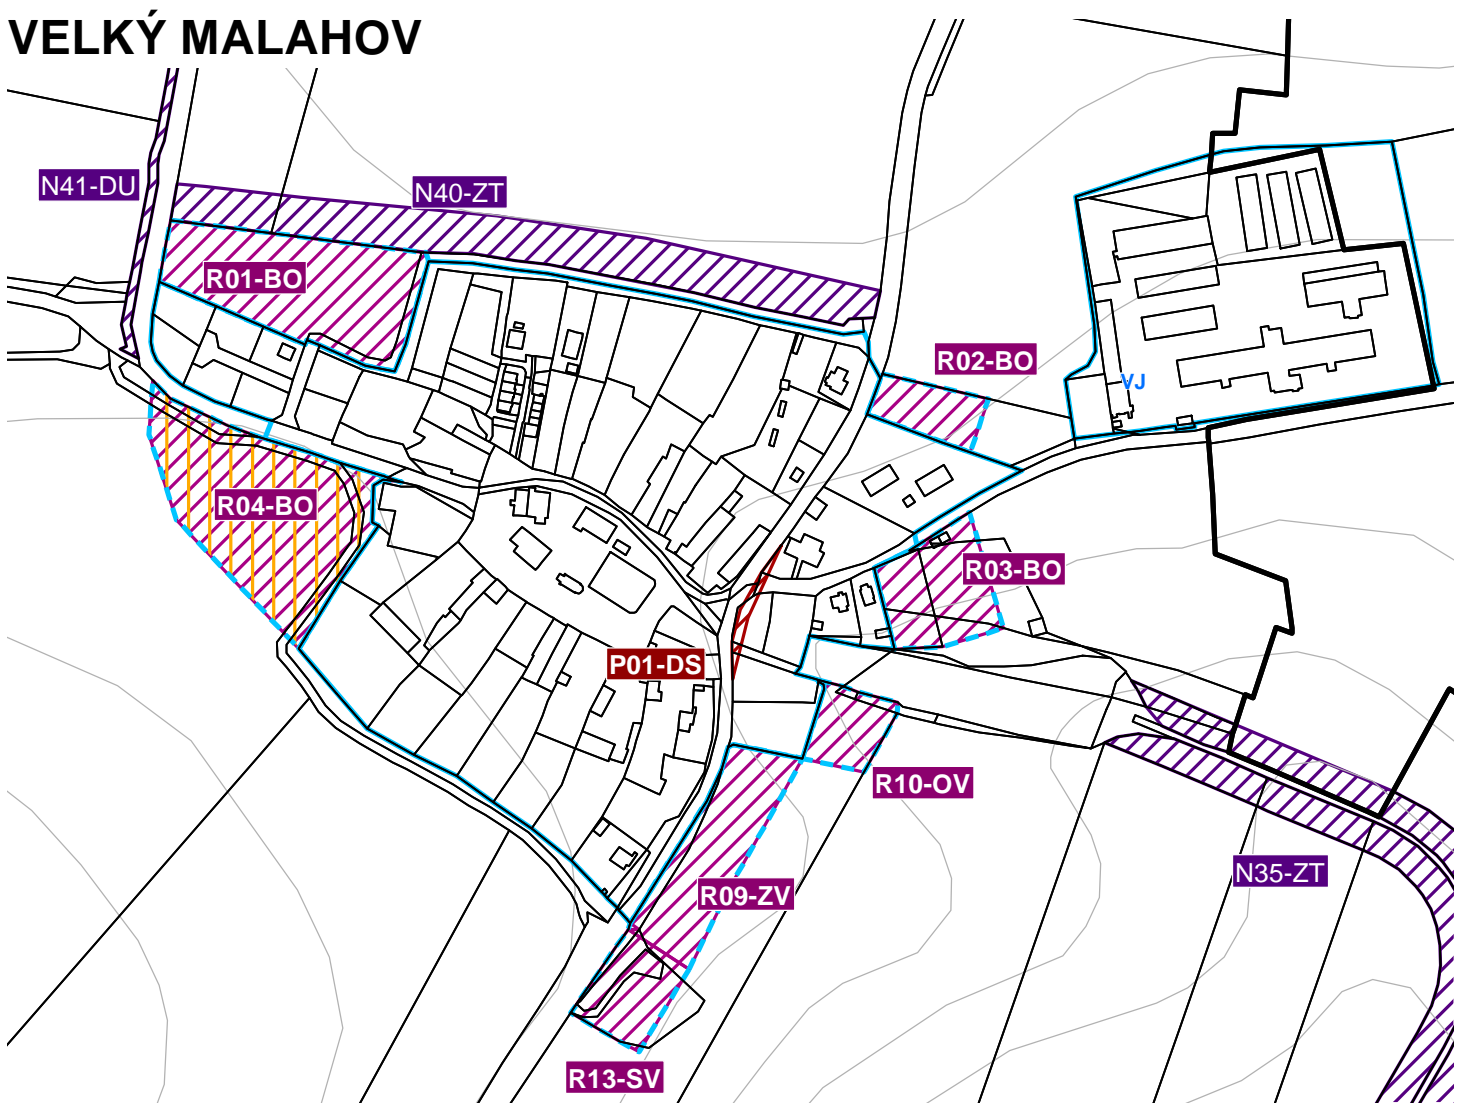 VELKÝ MALAHOV
N41-DU
N40-ZT
R01-BO
R02-BO
VJ
R04-BO
R03-BO
P01-DS
R10-OV
N35-ZT
R09-ZV
R13-SV